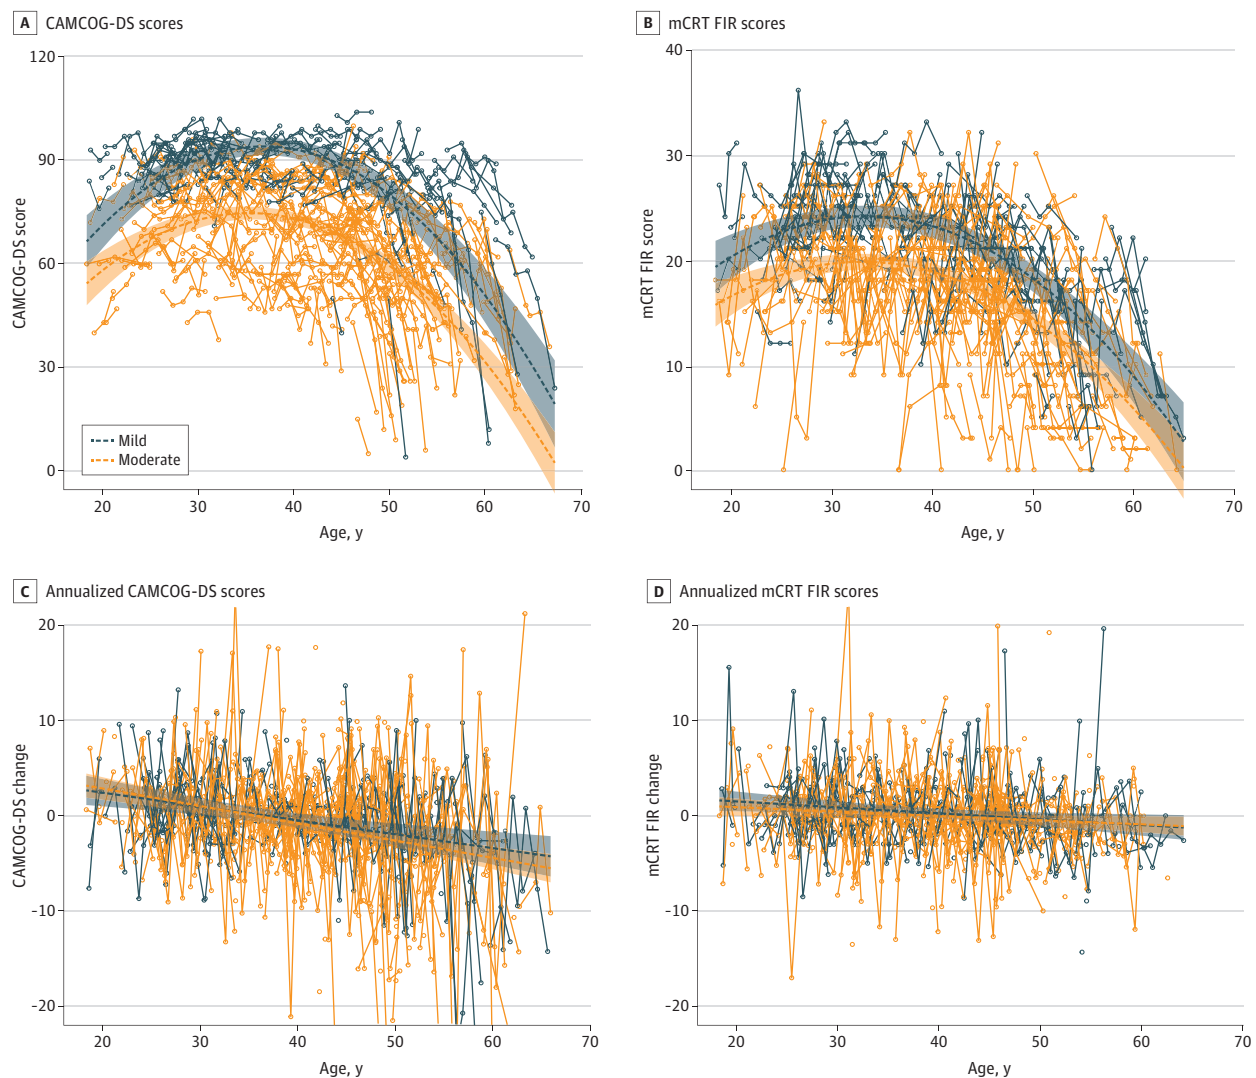 A CAMCOG-DS scores
120
90
60
30
0
CAMCOG-DS score
Mild
Moderate
20 30 40 50 60 70
Age, y
B mCRT FIR scores
40
30
20
10
0
mCRT FIR score
20 30 40 50 60 70
Age, y
C Annualized CAMCOG-DS scores
20
10
0
-10
-20
CAMCOG-DS change
20 30 40 50 60 70
Age, y
D Annualized mCRT FIR scores
20
10
0
-10
-20
mCRT FIR change
20 30 40 50 60 70
Age, y